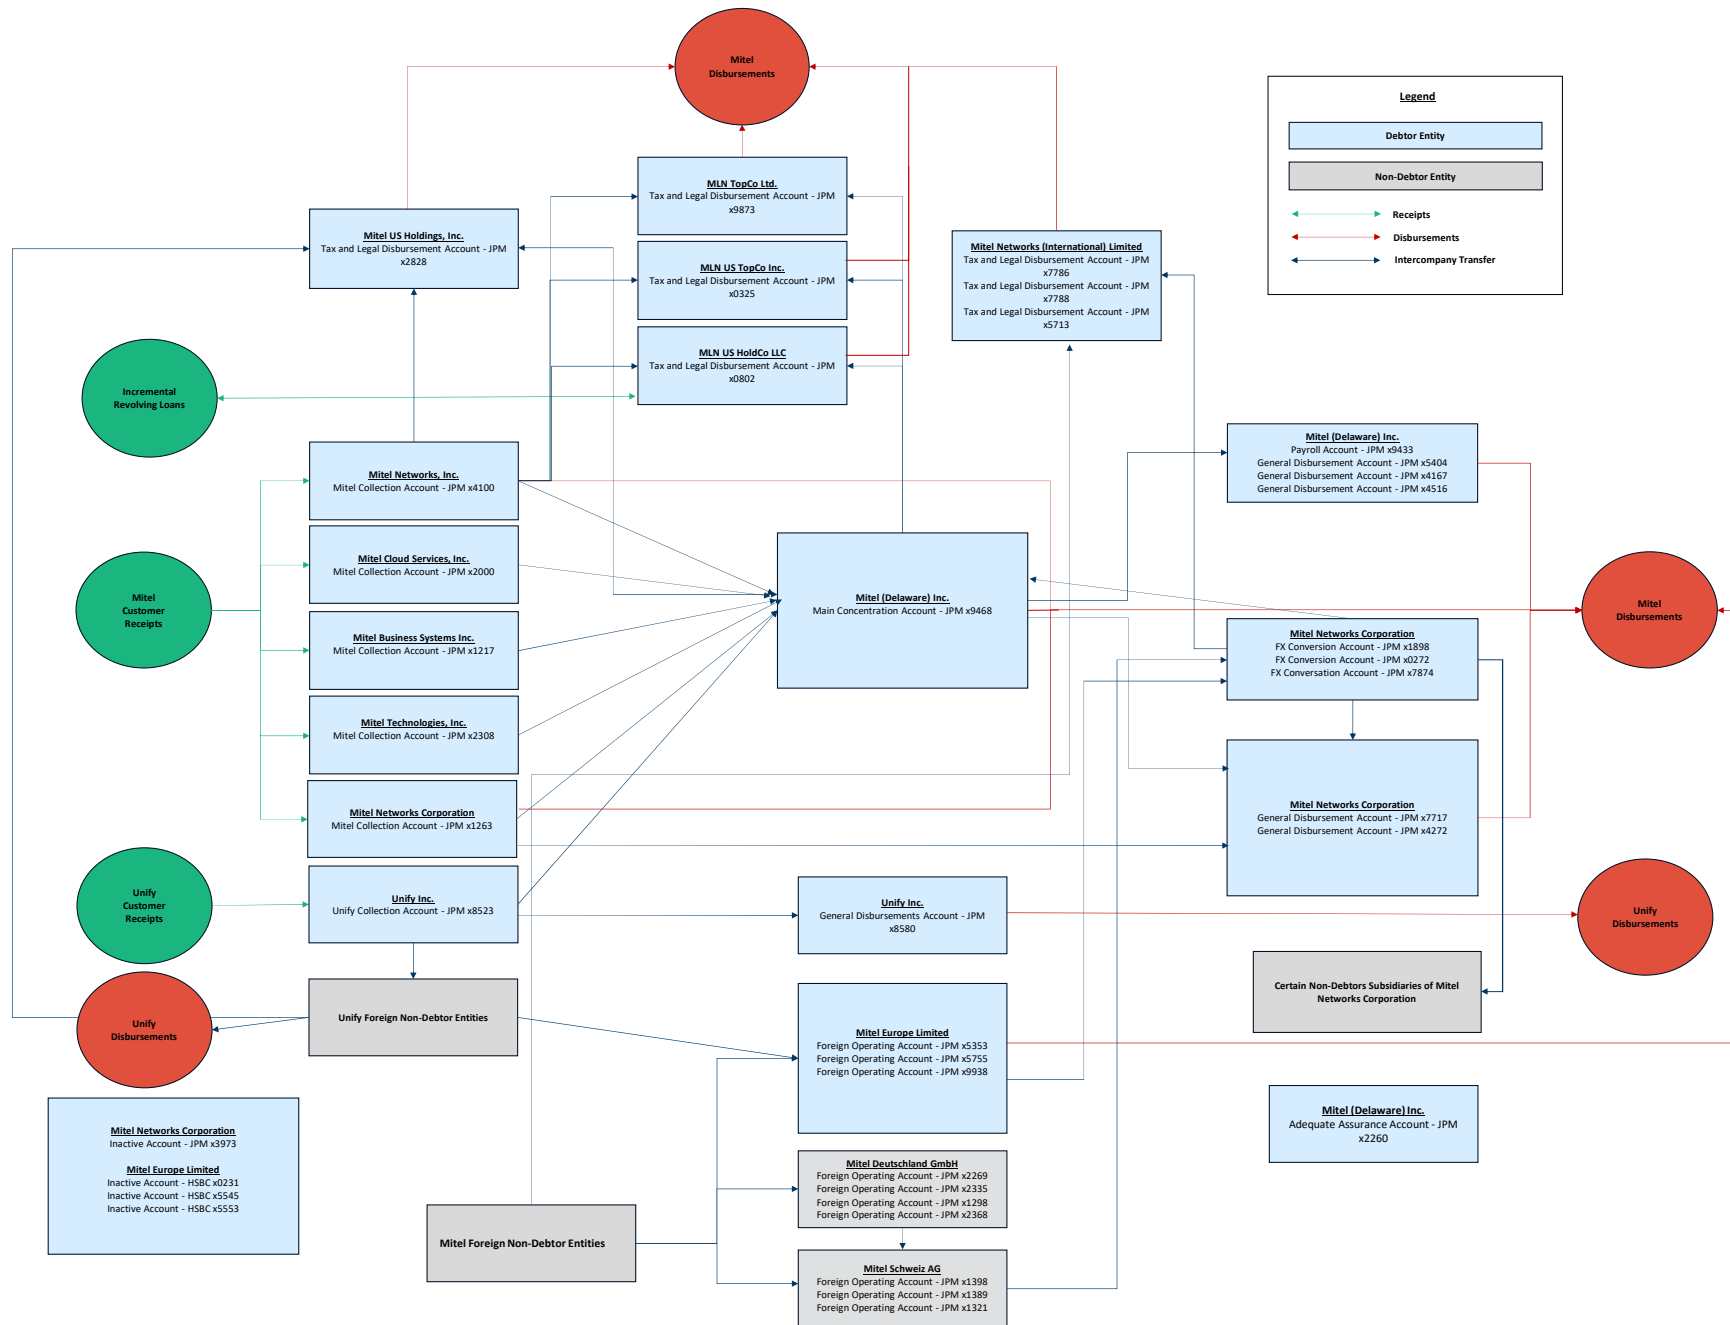 Mitel
Disbursements
Legend
Debtor Entity
Non-Debtor Entity
Receipts
Disbursements
Intercompany Transfer
MLN TopCo Ltd.
Tax and Legal Disbursement Account - JPM
x9873
Mitel US Holdings, Inc.
Tax and Legal Disbursement Account - JPM
x2828
MLN US TopCo Inc.
Tax and Legal Disbursement Account - JPM
x0325
Mitel Networks (International) Limited
Tax and Legal Disbursement Account - JPM
x7786
Tax and Legal Disbursement Account - JPM
x7788
Tax and Legal Disbursement Account - JPM
x5713
MLN US HoldCo LLC
Tax and Legal Disbursement Account - JPM
x0802
Incremental
Revolving Loans
Mitel Networks, Inc.
Mitel Collection Account - JPM x4100
Mitel (Delaware) Inc.
Payroll Account - JPM x9433
General Disbursement Account - JPM x5404
General Disbursement Account - JPM x4167
General Disbursement Account - JPM x4516
Mitel Cloud Services, Inc.
Mitel Collection Account - JPM x2000
Mitel
Customer
Receipts
Mitel (Delaware) Inc.
Main Concentration Account - JPM x9468
Mitel
Disbursements
Mitel Business Systems Inc.
Mitel Collection Account - JPM x1217
Mitel Networks Corporation
FX Conversion Account - JPM x1898
FX Conversion Account - JPM x0272
FX Conversation Account - JPM x7874
Mitel Technologies, Inc.
Mitel Collection Account - JPM x2308
Mitel Networks Corporation
Mitel Collection Account - JPM x1263
Mitel Networks Corporation
General Disbursement Account - JPM x7717
General Disbursement Account - JPM x4272
Unify
Customer
Receipts
Unify Inc.
Unify Collection Account - JPM x8523
Unify Inc.
General Disbursements Account - JPM
x8580
Unify
Disbursements
Certain Non-Debtors Subsidiaries of Mitel
Networks Corporation
Unify
Disbursements
Unify Foreign Non-Debtor Entities
Mitel Europe Limited
Foreign Operating Account - JPM x5353
Foreign Operating Account - JPM x5755
Foreign Operating Account - JPM x9938
Mitel (Delaware) Inc.
Adequate Assurance Account - JPM
x2260
Mitel Networks Corporation
Inactive Account - JPM x3973
Mitel Europe Limited
Inactive Account - HSBC x0231
Inactive Account - HSBC x5545
Inactive Account - HSBC x5553
Mitel Deutschland GmbH
Foreign Operating Account - JPM x2269
Foreign Operating Account - JPM x2335
Foreign Operating Account - JPM x1298
Foreign Operating Account - JPM x2368
Mitel Foreign Non-Debtor Entities
Mitel Schweiz AG
Foreign Operating Account - JPM x1398
Foreign Operating Account - JPM x1389
Foreign Operating Account - JPM x1321